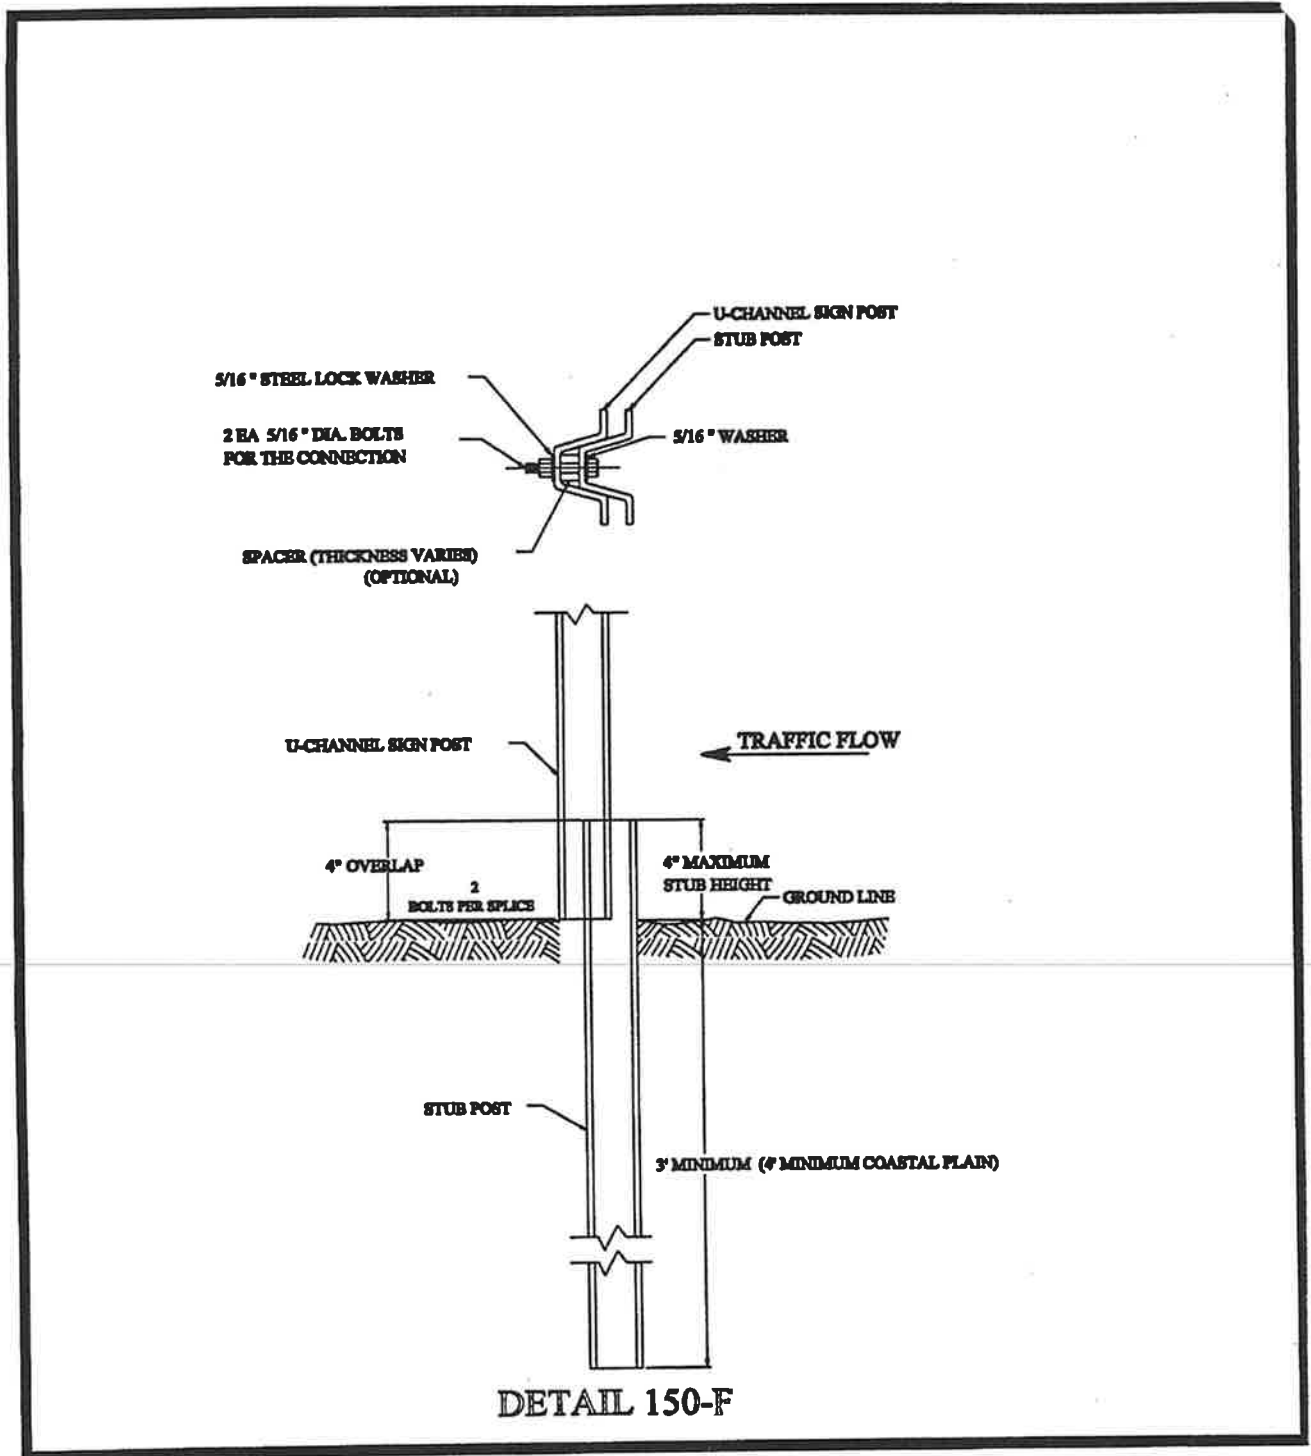 U-CHANNEL SIGN POST
STUB POST
5/16 " STEEL LOCK WASHER
2 EA 5/16 " DIA. BOLTS
FOR THE CONNECTION
5/16 " WASHER
SPACER (THICKNESS VARIES)
(OPTIONAL)
U-CHANNEL SIGN POST
TRAFFIC FLOW
4" OVERLAP
4" MAXIMUM
STUB HEIGHT
2
BOLTS PER SPLICE
GROUND LINE
STUB POST
3' MINIMUM (4' MINIMUM COASTAL PLAIN)
DETAIL 150-F